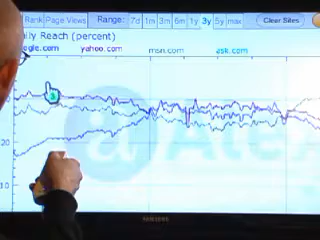 Rank Page Views Range: 7d 1m 3m 6m 1y 3y 5y max Clear Sites
ily Reach (percent)
ogle.com yahoo.com msn.com ask.com
20
10
a Alexa
SAMSUNG